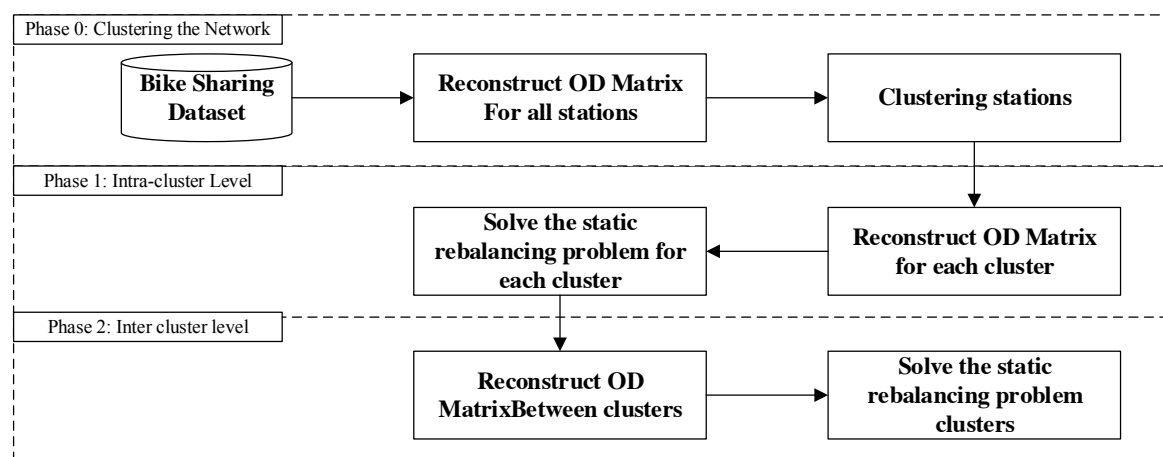 Phase 0: Clustering the Network
Bike Sharing
Dataset
Reconstruct OD Matrix
For all stations
Clustering stations
Phase 1: Intra-cluster Level
Solve the static
rebalancing problem for
each cluster
Reconstruct OD Matrix
for each cluster
Phase 2: Inter cluster level
Reconstruct OD
MatrixBetween clusters
Solve the static
rebalancing problem
clusters